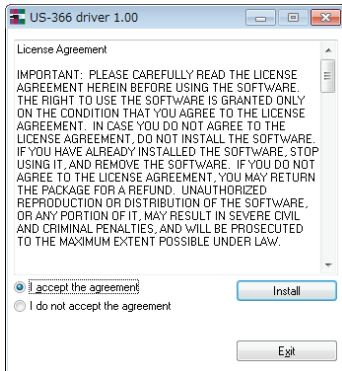 US-366 driver 1.00
License Agreement
IMPORTANT: PLEASE CAREFULLY READ THE LICENSE
AGREEMENT HEREIN BEFORE USING THE SOFTWARE.
THE RIGHT TO USE THE SOFTWARE IS GRANTED ONLY
ON THE CONDITION THAT YOU AGREE TO THE LICENSE
AGREEMENT. IN CASE YOU DO NOT AGREE TO THE
LICENSE AGREEMENT, DO NOT INSTALL THE SOFTWARE.
IF YOU HAVE ALREADY INSTALLED THE SOFTWARE, STOP
USING IT, AND REMOVE THE SOFTWARE. IF YOU DO NOT
AGREE TO THE LICENSE AGREEMENT, YOU MAY RETURN
THE PACKAGE FOR A REFUND. UNAUTHORIZED
REPRODUCTION OR DISTRIBUTION OF THE SOFTWARE,
OR ANY PORTION OF IT, MAY RESULT IN SEVERE CIVIL
AND CRIMINAL PENALTIES, AND WILL BE PROSECUTED
TO THE MAXIMUM EXTENT POSSIBLE UNDER LAW.
I accept the agreement
Install
I do not accept the agreement
Exit